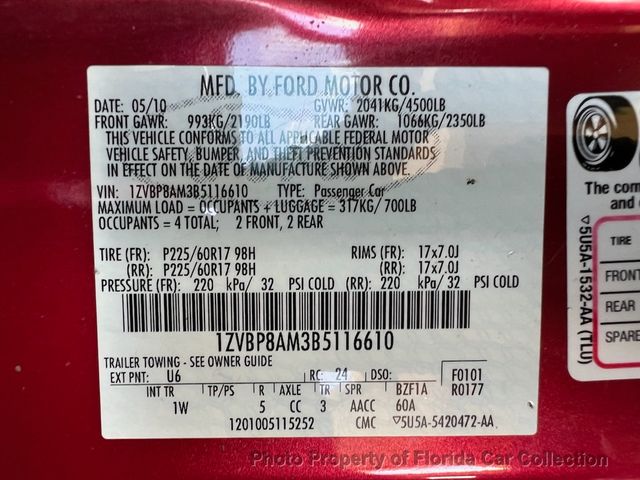 MFD. BY FORD MOTOR CO.
DATE: 05/10 GVWR: 2041KG/4500LB
FRONT GAWR: 993KG/2190LB REAR GAWR: 1066KG/2350LB
THIS VEHICLE CONFORMS TO ALL APPLICABLE FEDERAL MOTOR
VEHICLE SAFETY, BUMPER, AND THEFT PREVENTION STANDARDS
IN EFFECT ON THE DATE OF MANUFACTURE SHOWN ABOVE.
VIN: 1ZVBP8AM3B5116610 TYPE: Passenger Car
MAXIMUM LOAD = OCCUPANTS + LUGGAGE = 317KG/ 700LB
OCCUPANTS = 4 TOTAL; 2 FRONT, 2 REAR
TIRE (FR): P225/60R17 98H RIMS (FR): 17x7.0J
(RR): P225/60R17 98H (RR): 17x7.0J
PRESSURE (FR): 220 kPa/ 32 PSI COLD (RR): 220 kPa/ 32 PSI COLD
1ZVBP8AM3B5116610
TRAILER TOWING - SEE OWNER GUIDE
EXT PNT: U6 RC: 24 DSO: F0101
INT TR TP/PS R AXLE TR SPR BZF1A R0177
1W 5 CC 3 AACC 60A
1201005115252 CMC ▽5U5A-5420472-AA
The com
and
▽5U5A-1532-AA (TLU)
TIRE
FRONT
REAR
SPARE
Photo Property of Florida Car Collection